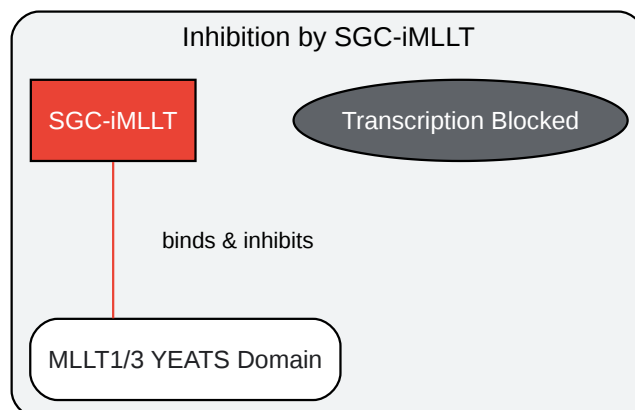 Inhibition by SGC-iMLLT
SGC-iMLLT
Transcription Blocked
binds & inhibits
MLLT1/3 YEATS Domain